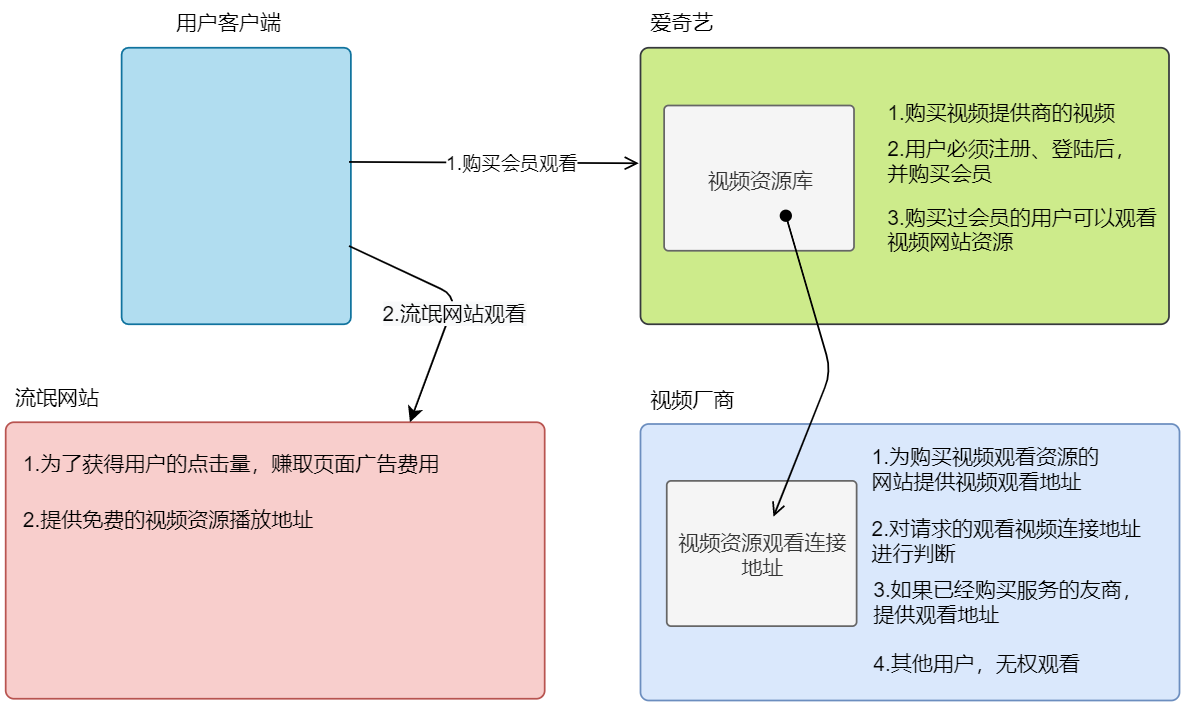 用户客户端
爱奇艺
1.购买会员观看
视频资源库
1.购买视频提供商的视频
2.用户必须注册、登陆后，
并购买会员
3.购买过会员的用户可以观看
视频网站资源
2.流氓网站观看
流氓网站
1.为了获得用户的点击量，赚取页面广告费用
2.提供免费的视频资源播放地址
视频厂商
视频资源观看连接
地址
1.为购买视频观看资源的
网站提供视频观看地址
2.对请求的观看视频连接地址
进行判断
3.如果已经购买服务的友商，
提供观看地址
4.其他用户，无权观看